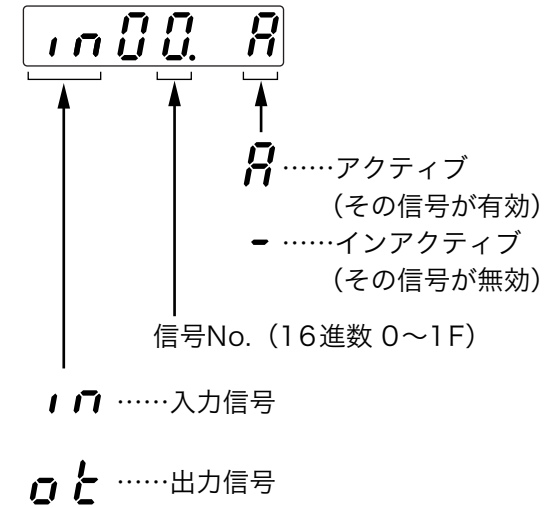 in00. A
A……アクティブ
（その信号が有効）
-……インアクティブ
（その信号が無効）
信号No.（16進数 0～1F）
in……入力信号
ot……出力信号